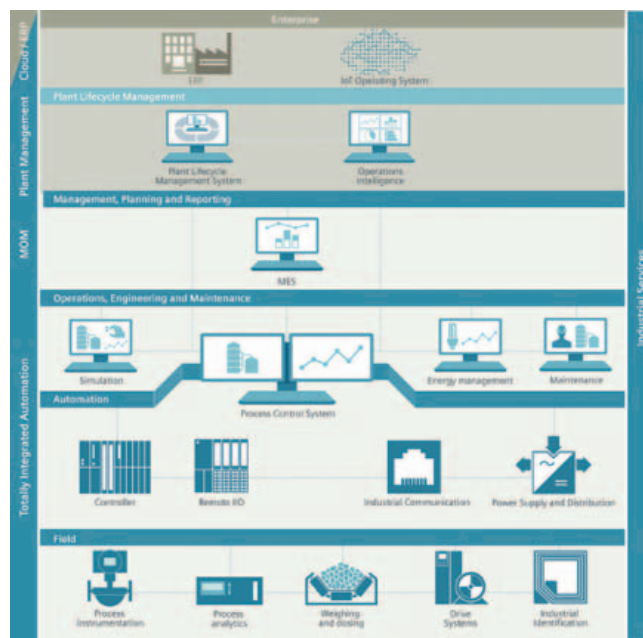 Enterprise
Cloud / ERP
ERP
IoT Operating System
Plant Lifecycle Management
Plant Management
Plant Lifecycle
Management System
Operations
Intelligence
Management, Planning and Reporting
MOM
MES
Operations, Engineering and Maintenance
Simulation
Process Control System
Energy management
Maintenance
Totally Integrated Automation
Automation
Controller
Remote I/O
Industrial Communication
Power Supply and Distribution
Field
Process
Instrumentation
Process
analytics
Weighing
and dosing
Drive
Systems
Industrial
Identification
Industrial Services